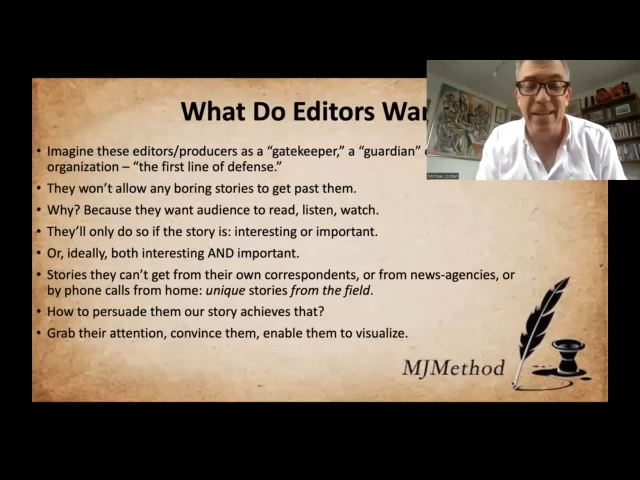 What Do Editors War
• Imagine these editors/producers as a “gatekeeper,” a “guardian”
organization – “the first line of defense.”
• They won’t allow any boring stories to get past them.
• Why? Because they want audience to read, listen, watch.
• They’ll only do so if the story is: interesting or important.
• Or, ideally, both interesting AND important.
• Stories they can’t get from their own correspondents, or from news-agencies, or
by phone calls from home: unique stories from the field.
• How to persuade them our story achieves that?
• Grab their attention, convince them, enable them to visualize.
MJMethod
Michael Jordan